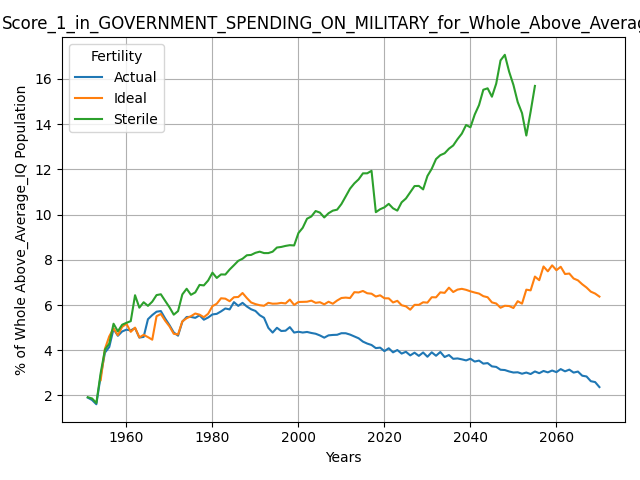 Score_1_in_GOVERNMENT_SPENDING_ON_MILITARY_for_Whole_Above_Averag
Fertility
Actual
Ideal
Sterile
% of Whole Above_Average_IQ Population
16
14
12
10
8
6
4
2
1960 1980 2000 2020 2040 2060
Years